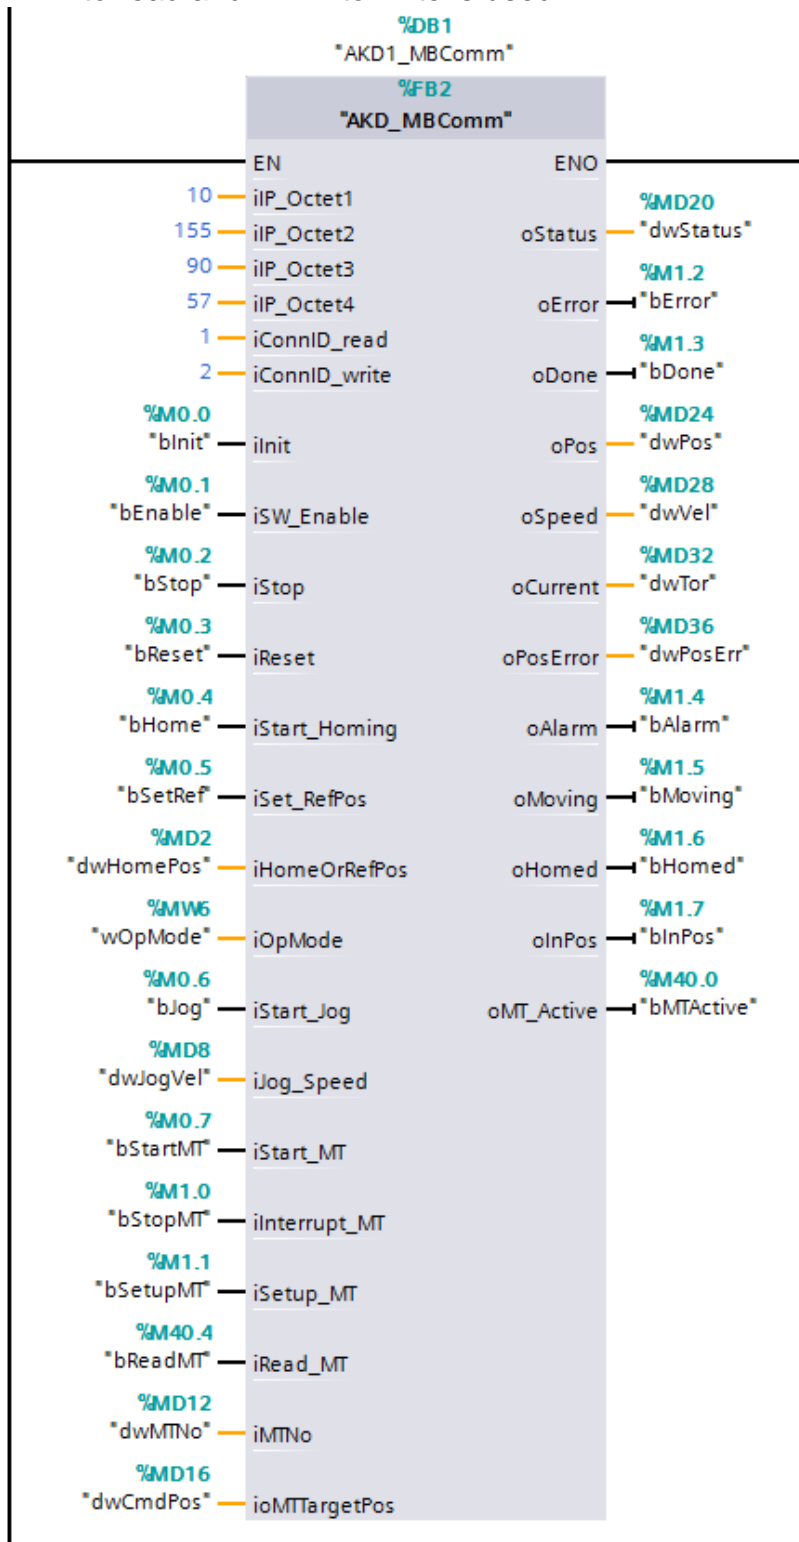 %DB1
"AKD1_MBComm"
%FB2
"AKD_MBComm"
EN ENO
10 iIP_Octet1
%MD20
155 iIP_Octet2 oStatus "dwStatus"
90 iIP_Octet3
%M1.2
57 iIP_Octet4 oError "bError"
1 iConnID_read
%M1.3
2 iConnID_write oDone "bDone"
%M0.0 %MD24
"bInit" iInit oPos "dwPos"
%M0.1 %MD28
"bEnable" iSW_Enable oSpeed "dwVel"
%M0.2 %MD32
"bStop" iStop oCurrent "dwTor"
%M0.3 %MD36
"bReset" iReset oPosError "dwPosErr"
%M0.4 %M1.4
"bHome" iStart_Homing oAlarm "bAlarm"
%M0.5 %M1.5
"bSetRef" iSet_RefPos oMoving "bMoving"
%MD2 %M1.6
"dwHomePos" iHomeOrRefPos oHomed "bHomed"
%MW6 %M1.7
"wOpMode" iOpMode oInPos "bInPos"
%M0.6 %M40.0
"bJog" iStart_Jog oMT_Active "bMTActive"
%MD8
"dwJogVel" iJog_Speed
%M0.7
"bStartMT" iStart_MT
%M1.0
"bStopMT" iInterrupt_MT
%M1.1
"bSetupMT" iSetup_MT
%M40.4
"bReadMT" iRead_MT
%MD12
"dwMTNo" iMTNo
%MD16
"dwCmdPos" ioMTTargetPos